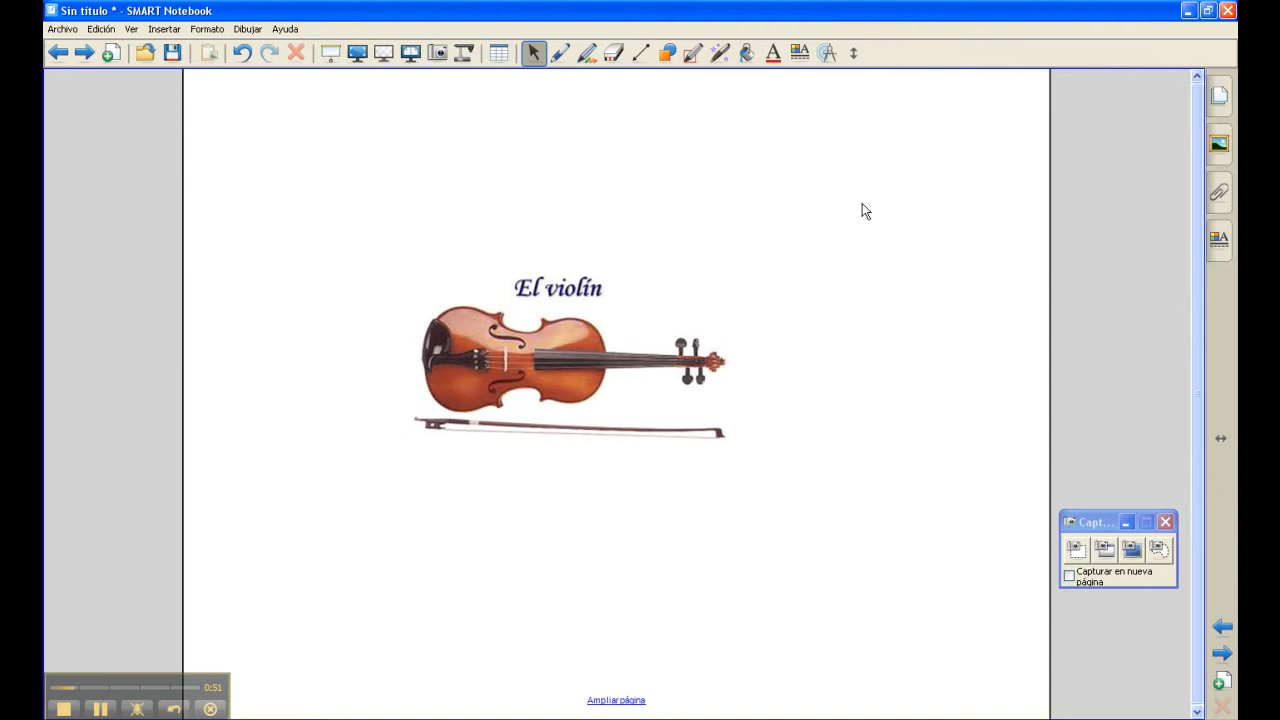 Sin título * - SMART Notebook
Archivo Edición Ver Insertar Formato Dibujar Ayuda
El violín
Capt...
Capturar en nueva
página
Ampliar página
0:51